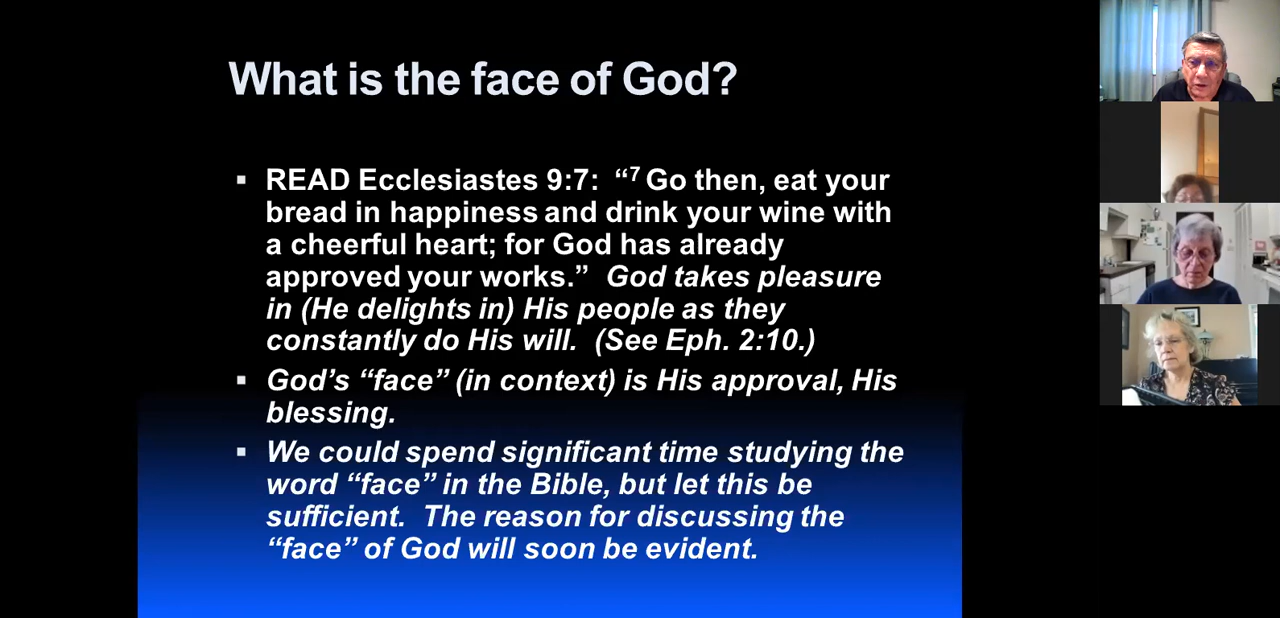 What is the face of God?
▪ READ Ecclesiastes 9:7: “⁷ Go then, eat your
bread in happiness and drink your wine with
a cheerful heart; for God has already
approved your works.” God takes pleasure
in (He delights in) His people as they
constantly do His will. (See Eph. 2:10.)
▪ God’s “face” (in context) is His approval, His
blessing.
▪ We could spend significant time studying the
word “face” in the Bible, but let this be
sufficient. The reason for discussing the
“face” of God will soon be evident.